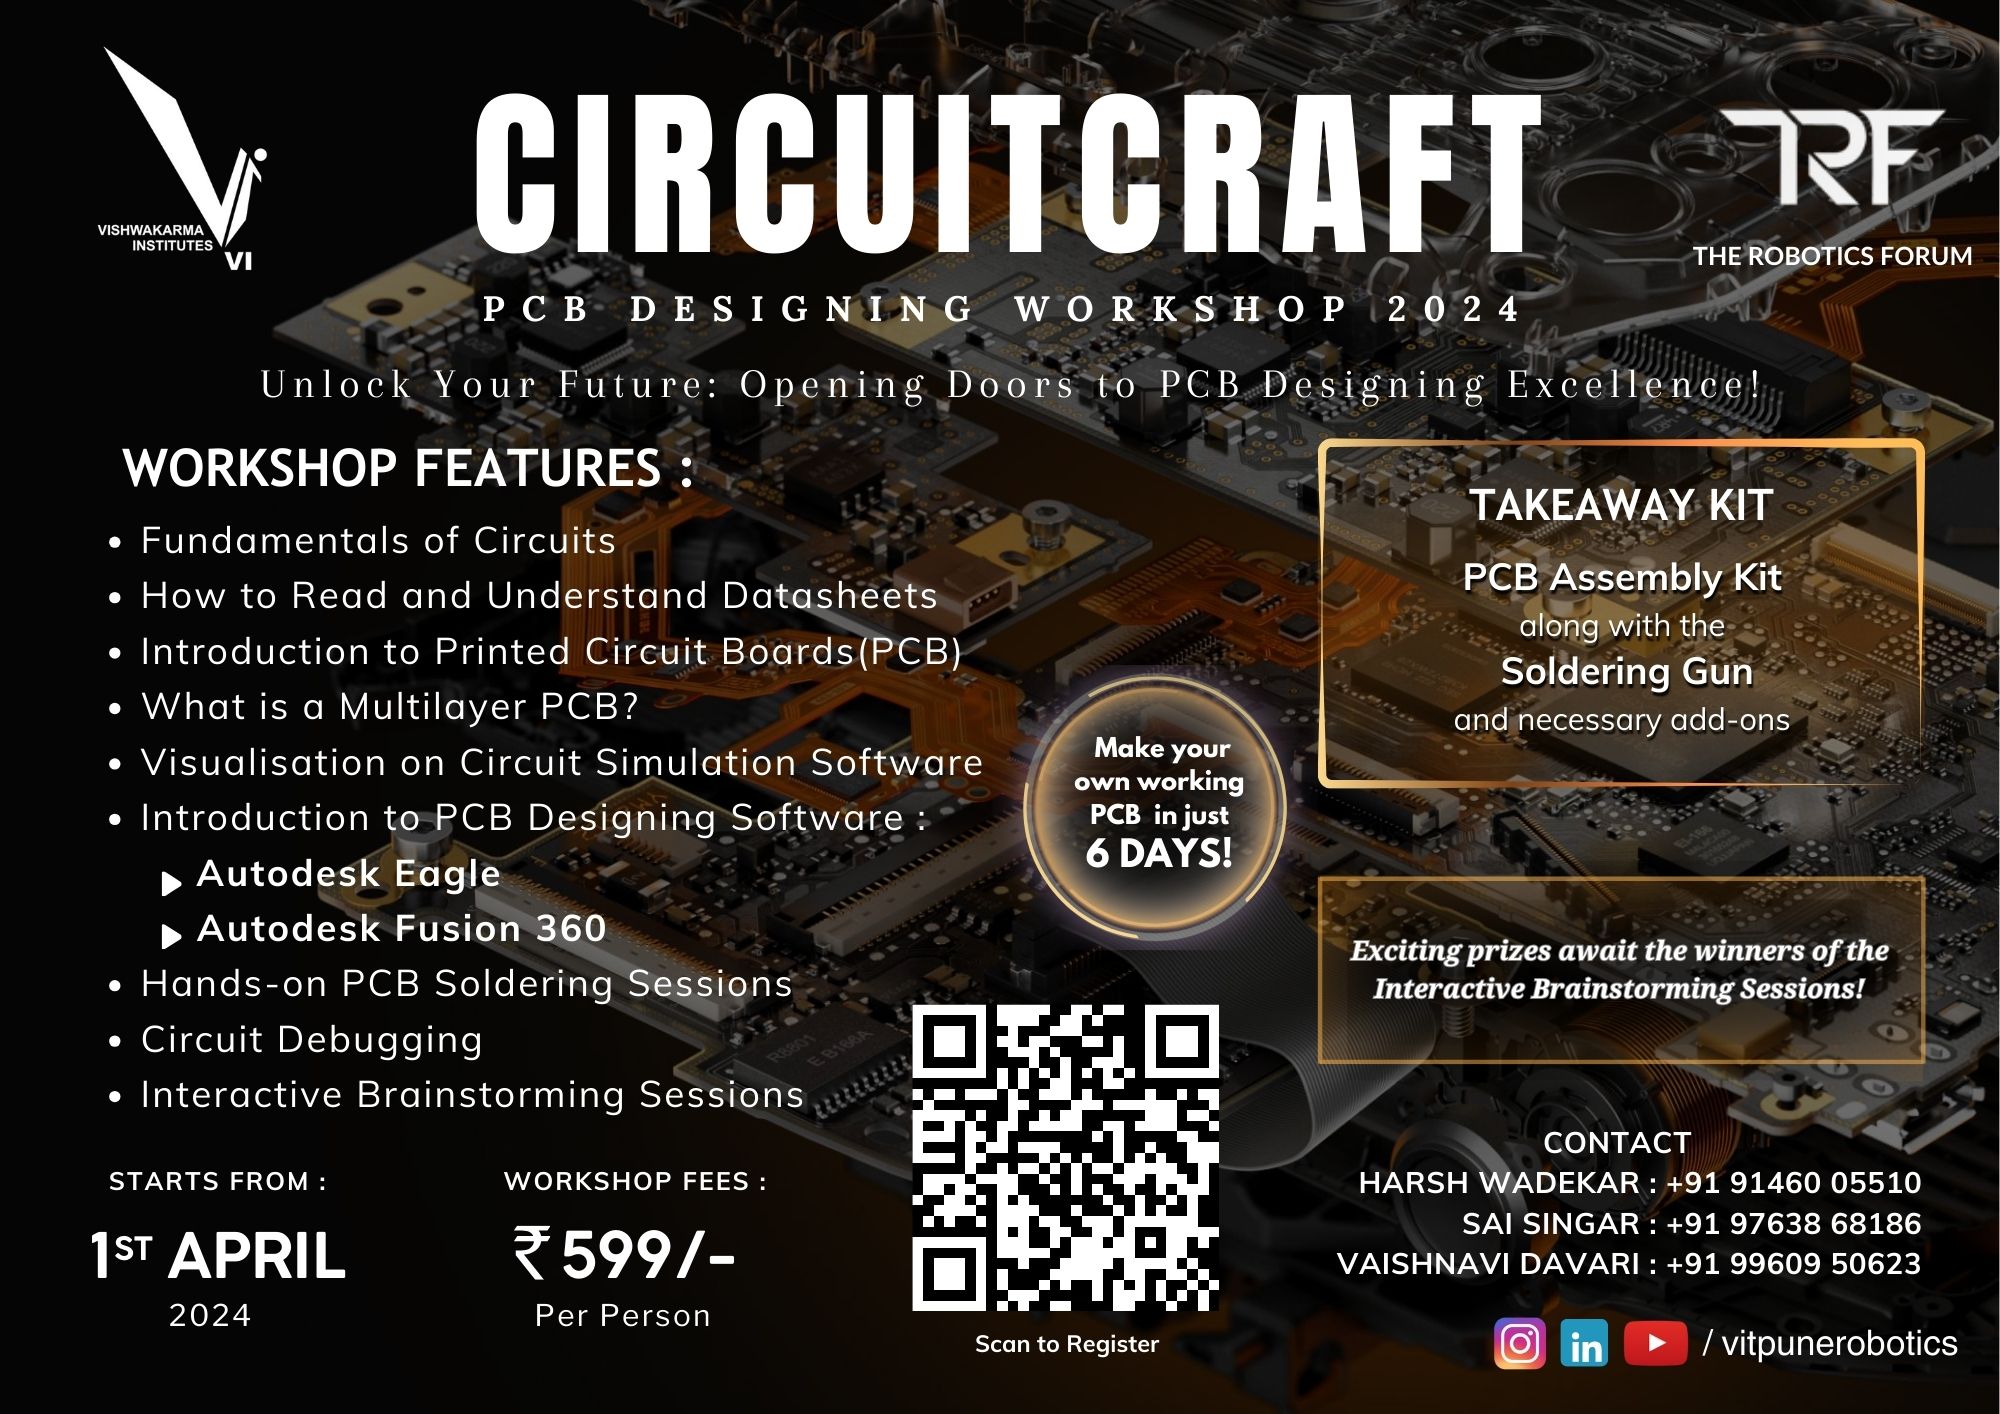 VISHWAKARMA
INSTITUTES
VI
CIRCUITCRAFT
TRF
THE ROBOTICS FORUM
PCB DESIGNING WORKSHOP 2024
Unlock Your Future: Opening Doors to PCB Designing Excellence!
WORKSHOP FEATURES :
• Fundamentals of Circuits
• How to Read and Understand Datasheets
• Introduction to Printed Circuit Boards(PCB)
• What is a Multilayer PCB?
• Visualisation on Circuit Simulation Software
• Introduction to PCB Designing Software :
Autodesk Eagle
Autodesk Fusion 360
• Hands-on PCB Soldering Sessions
• Circuit Debugging
• Interactive Brainstorming Sessions
Make your
own working
PCB in just
6 DAYS!
TAKEAWAY KIT
PCB Assembly Kit
along with the
Soldering Gun
and necessary add-ons
Exciting prizes await the winners of the
Interactive Brainstorming Sessions!
STARTS FROM :
1ST APRIL
2024
WORKSHOP FEES :
₹599/-
Per Person
Scan to Register
CONTACT
HARSH WADEKAR : +91 91460 05510
SAI SINGAR : +91 97638 68186
VAISHNAVI DAVARI : +91 99609 50623
/ vitpunerobotics